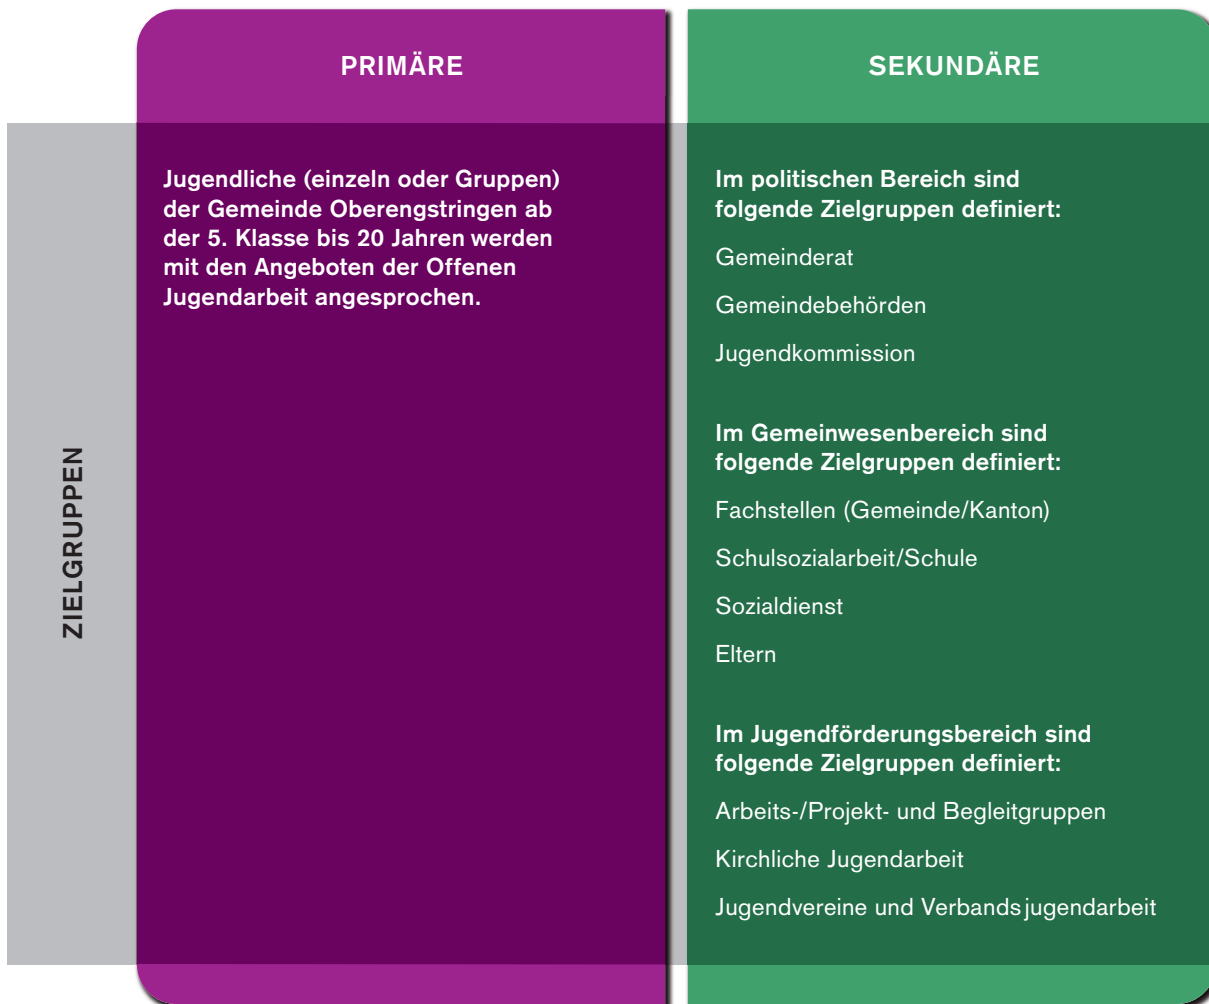 PRIMÄRE
SEKUNDÄRE
ZIELGRUPPEN
Jugendliche (einzeln oder Gruppen)
der Gemeinde Oberengstringen ab
der 5. Klasse bis 20 Jahren werden
mit den Angeboten der Offenen
Jugendarbeit angesprochen.
Im politischen Bereich sind
folgende Zielgruppen definiert:
Gemeinderat
Gemeindebehörden
Jugendkommission
Im Gemeinwesenbereich sind
folgende Zielgruppen definiert:
Fachstellen (Gemeinde/Kanton)
Schulsozialarbeit/Schule
Sozialdienst
Eltern
Im Jugendförderungsbereich sind
folgende Zielgruppen definiert:
Arbeits-/Projekt- und Begleitgruppen
Kirchliche Jugendarbeit
Jugendvereine und Verbandsjugendarbeit